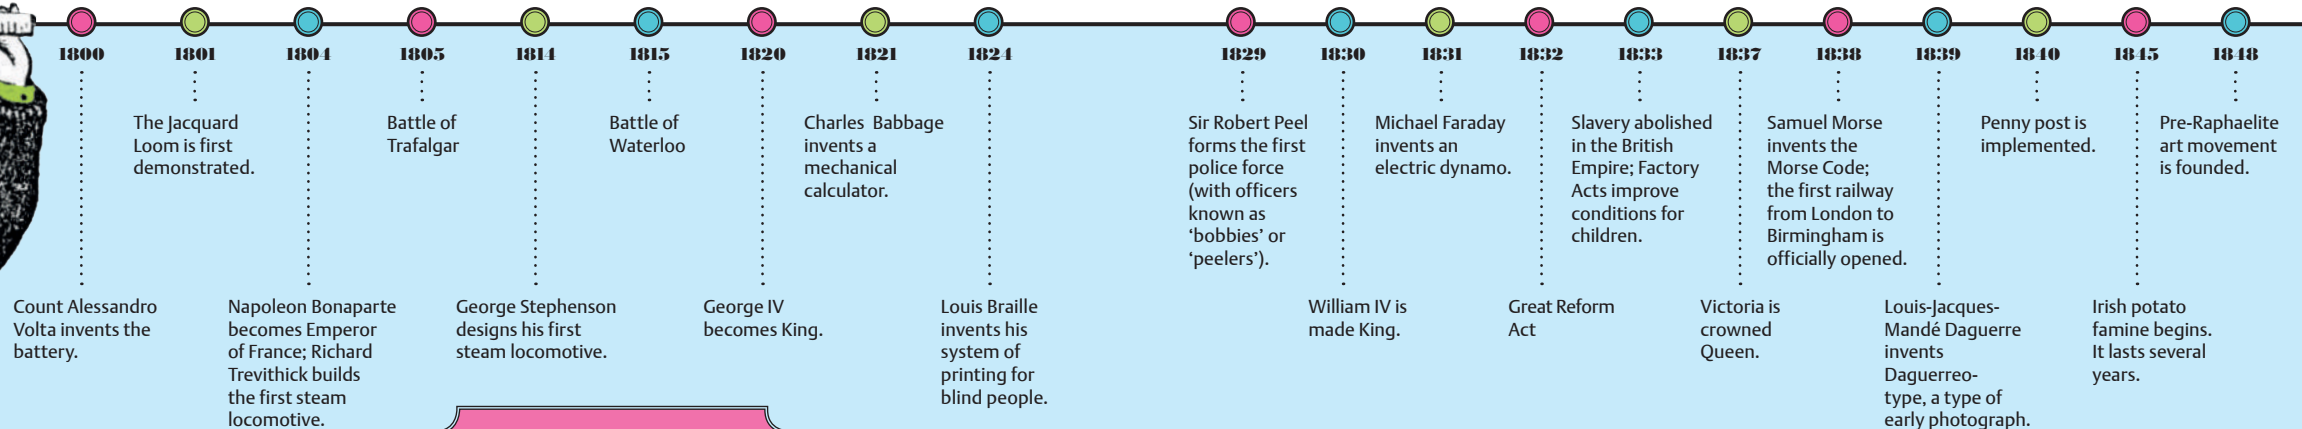 1800 1801 1804 1805 1814 1815 1820 1821 1824 1829 1830 1831 1832 1833 1837 1838 1839 1840 1845 1848
Count Alessandro
Volta invents the
battery.
The Jacquard
Loom is first
demonstrated.
Napoleon Bonaparte
becomes Emperor
of France; Richard
Trevithick builds
the first steam
locomotive.
Battle of
Trafalgar
George Stephenson
designs his first
steam locomotive.
Battle of
Waterloo
George IV
becomes King.
Charles Babbage
invents a
mechanical
calculator.
Louis Braille
invents his
system of
printing for
blind people.
Sir Robert Peel
forms the first
police force
(with officers
known as
‘bobbies’ or
‘peelers’).
William IV is
made King.
Michael Faraday
invents an
electric dynamo.
Great Reform
Act
Slavery abolished
in the British
Empire; Factory
Acts improve
conditions for
children.
Victoria is
crowned
Queen.
Samuel Morse
invents the
Morse Code;
the first railway
from London to
Birmingham is
officially opened.
Louis-Jacques-
Mandé Daguerre
invents
Daguerreo-
type, a type of
early photograph.
Penny post is
implemented.
Irish potato
famine begins.
It lasts several
years.
Pre-Raphaelite
art movement
is founded.